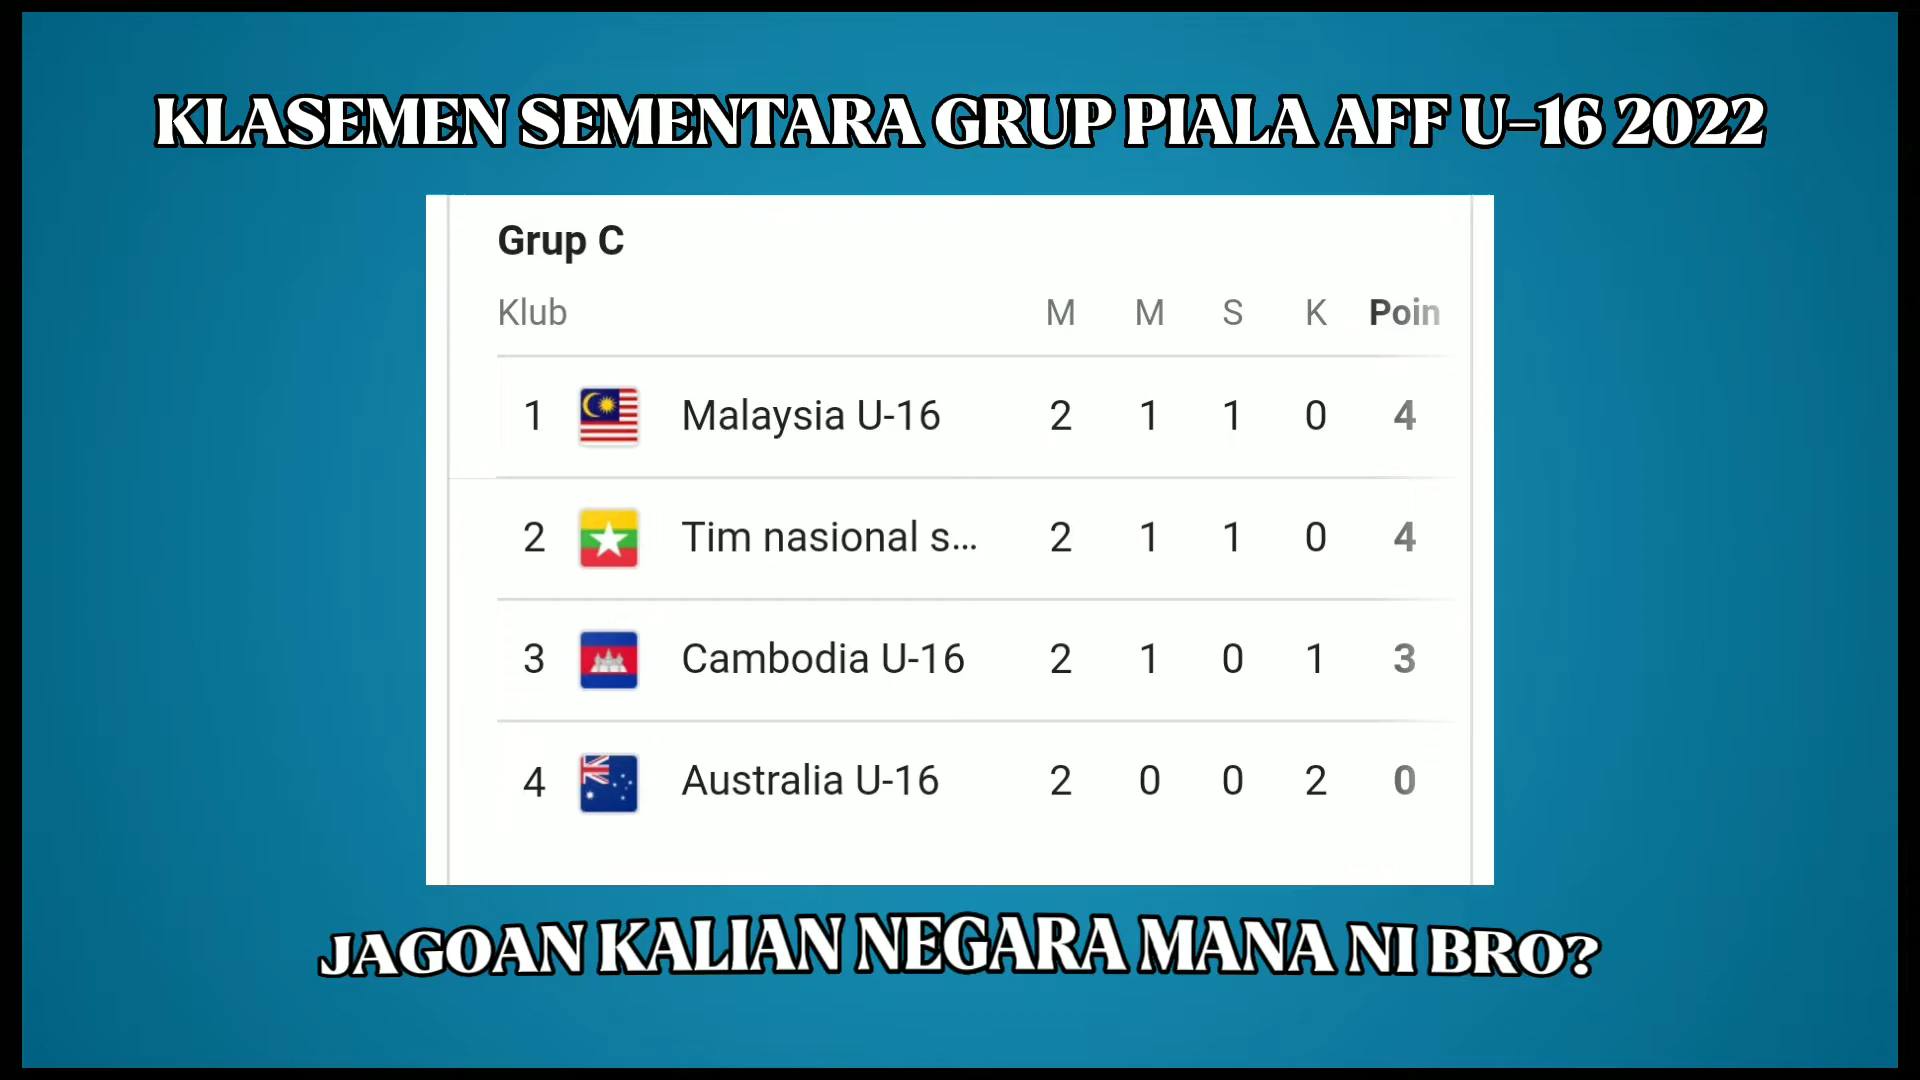 KLASEMEN SEMENTARA GRUP PIALA AFF U-16 2022
Grup C
Klub M M S K Poin
1 Malaysia U-16 2 1 1 0 4
2 Tim nasional s... 2 1 1 0 4
3 Cambodia U-16 2 1 0 1 3
4 Australia U-16 2 0 0 2 0
JAGOAN KALIAN NEGARA MANA NI BRO?